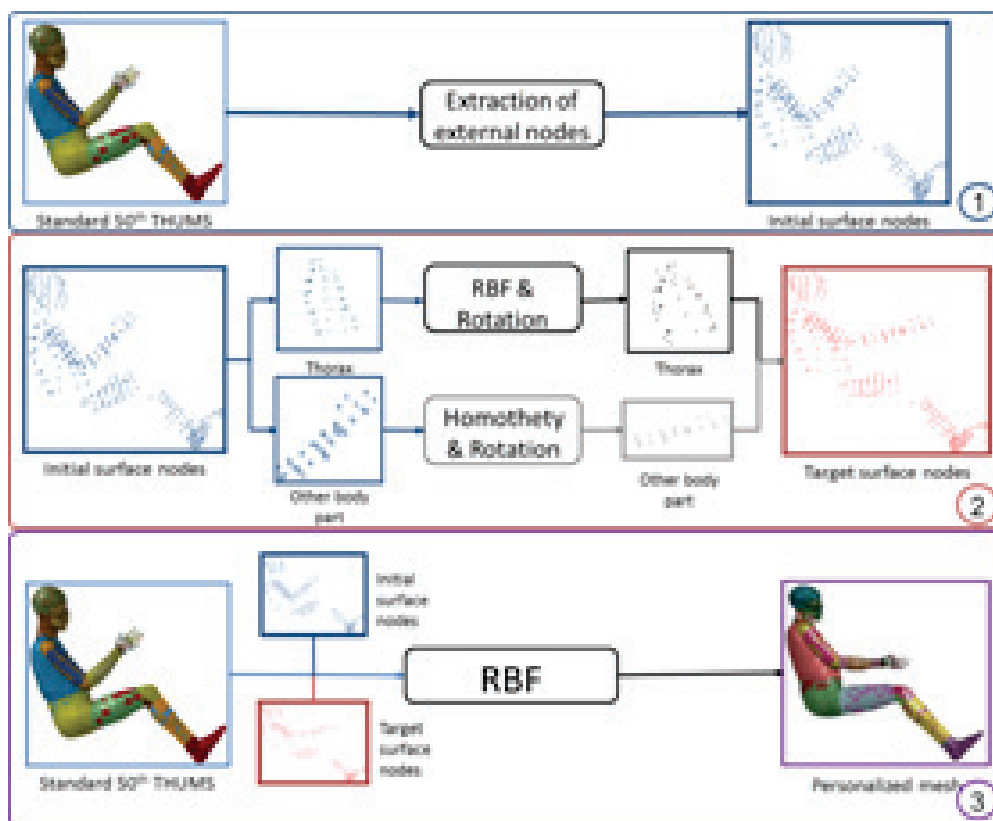 Extraction of
external nodes
Standard 50th THUMS
Initial surface nodes
1
RBF &
Rotation
Thorax
Thorax
Homothety
& Rotation
Initial surface nodes
Other body
part
Other body
part
Target surface nodes
2
Initial
surface
nodes
RBF
Target
surface
nodes
Standard 50th THUMS
Personalized mesh
3